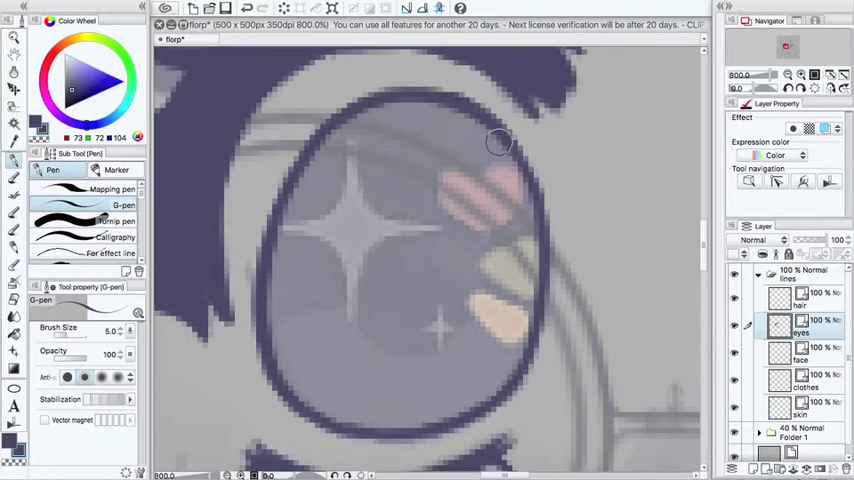 florp* (500 x 500px 350dpi 800.0%) You can use all features for another 20 days. - Next license verification will be after 20 days. - CLIP
florp*
Color Wheel
73 72 104
Sub Tool [Pen]
Pen Marker
Mapping pen
G-pen
Turnip pen
Calligraphy
For effect line
Tool property [G-pen]
G-pen
Brush Size 5.0
Opacity 100
Anti-
Stabilization
Vector magnet
800.0 0.0
Navigator
800.0
0.0
Layer Property
Effect
Expression color
Color
Tool navigation
Layer
Normal 100
100 % Normal
lines
100 % Nor
hair
100 % Nor
eyes
100 % Nor
face
100 % Nor
clothes
100 % Nor
skin
40 % Normal
Folder 1